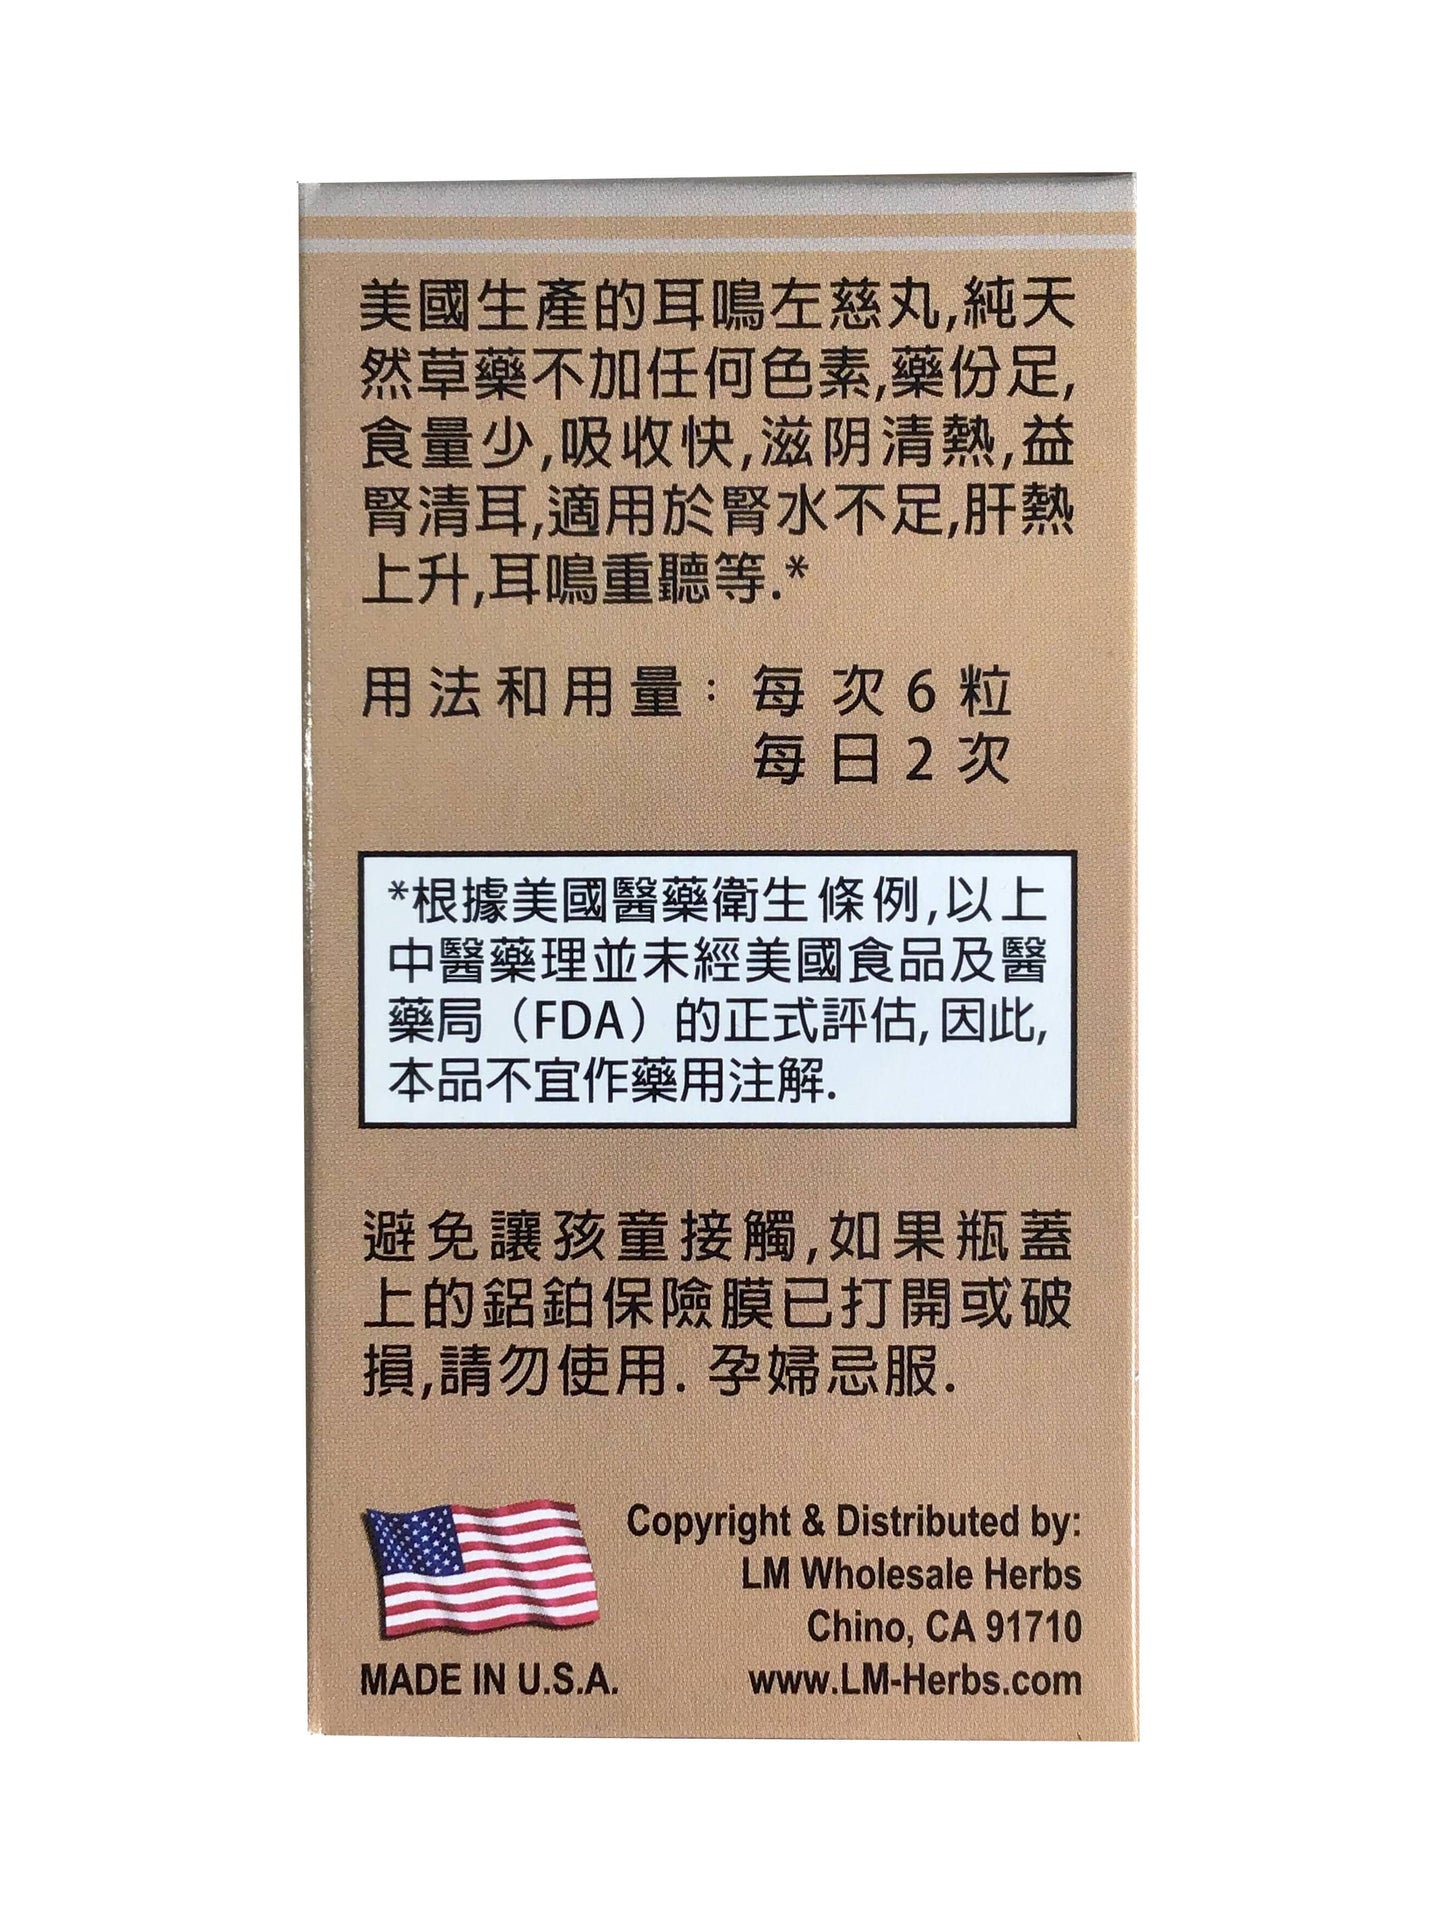 美國生產的耳鳴左慈丸,純天
然草藥不加任何色素,藥份足,
食量少,吸收快,滋阴清熱,益
腎清耳,適用於腎水不足,肝熱
上升,耳鳴重聽等.*
用法和用量: 每次6粒
每日2次
*根據美國醫藥衛生條例,以上
中醫藥理並未經美國食品及醫
藥局（FDA）的正式評估,因此,
本品不宜作藥用注解.
避免讓孩童接觸,如果瓶蓋
上的鋁鉑保險膜已打開或破
損,請勿使用. 孕婦忌服.
Copyright & Distributed by:
LM Wholesale Herbs
Chino, CA 91710
MADE IN U.S.A. www.LM-Herbs.com